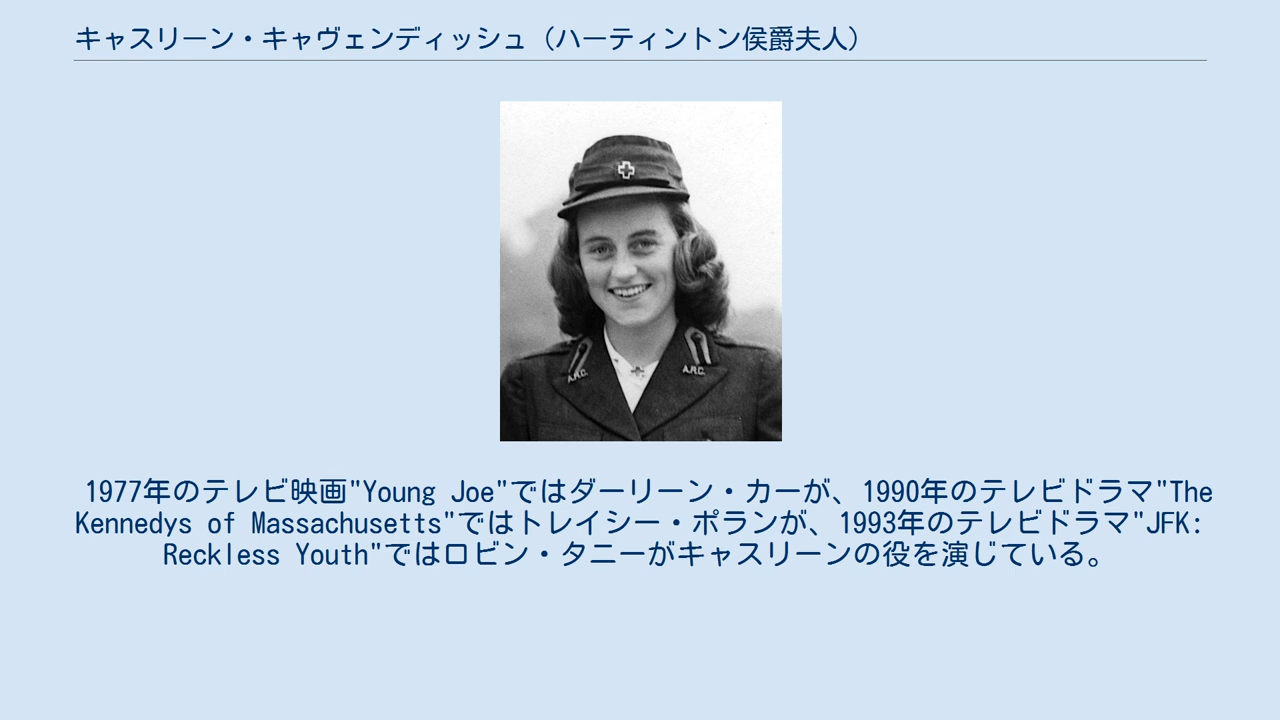 キャスリーン・キャヴェンディッシュ（ハーティントン侯爵夫人）
A.R.C.
A.R.C.
1977年のテレビ映画"Young Joe"ではダーリーン・カーが、1990年のテレビドラマ"The
Kennedys of Massachusetts"ではトレイシー・ポランが、1993年のテレビドラマ"JFK:
Reckless Youth"ではロビン・タニーがキャスリーンの役を演じている。